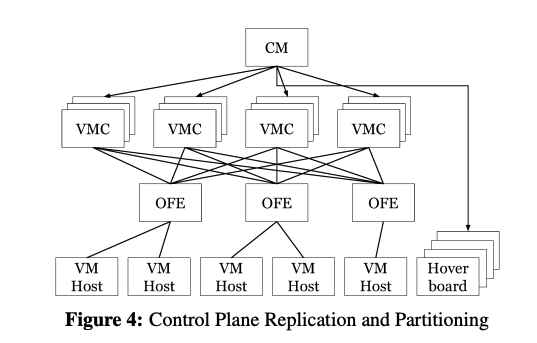 CM
VMC
VMC
VMC
VMC
OFE
OFE
OFE
VM
Host
VM
Host
VM
Host
VM
Host
VM
Host
Hover
board
Figure 4: Control Plane Replication and Partitioning